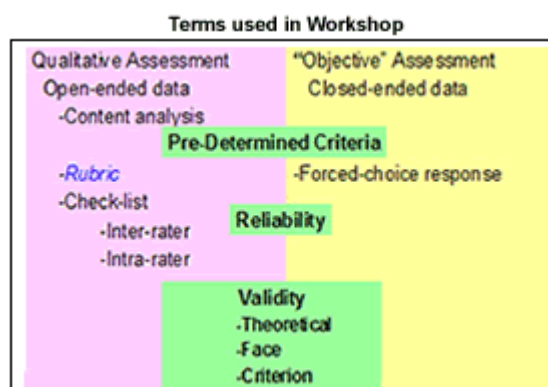 Terms used in Workshop
Qualitative Assessment
Open-ended data
-Content analysis
"Objective" Assessment
Closed-ended data
Pre-Determined Criteria
-Rubric
-Forced-choice response
-Check-list
-Inter-rater
-Intra-rater
Reliability
Validity
-Theoretical
-Face
-Criterion